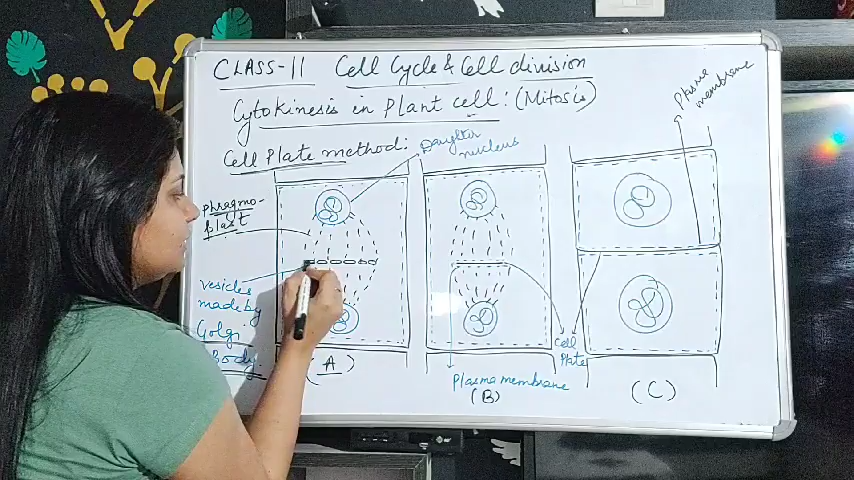 CLASS-11 Cell Cycle & Cell division
Cytokinesis in Plant cell: (Mitosis)
Cell Plate method:
Daughter
nucleus
Plasma
membrane
Phragmo-
plast
vesicles
made by
Golgi
Body
Cell
Plate
Plasma membrane
(A)
(B)
(C)